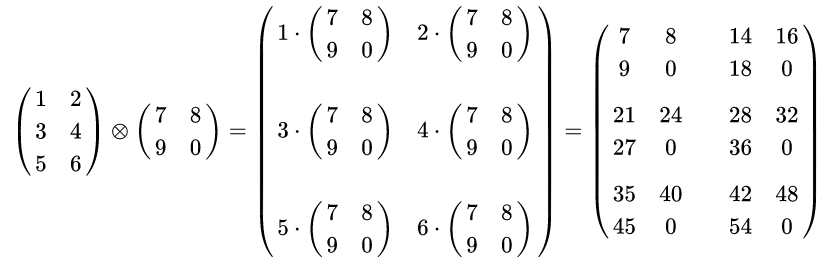 $$\begin{pmatrix} 1 & 2 \\ 3 & 4 \\ 5 & 6 \end{pmatrix} \otimes \begin{pmatrix} 7 & 8 \\ 9 & 0 \end{pmatrix} = \begin{pmatrix} 1 \cdot \begin{pmatrix} 7 & 8 \\ 9 & 0 \end{pmatrix} & 2 \cdot \begin{pmatrix} 7 & 8 \\ 9 & 0 \end{pmatrix} \\ 3 \cdot \begin{pmatrix} 7 & 8 \\ 9 & 0 \end{pmatrix} & 4 \cdot \begin{pmatrix} 7 & 8 \\ 9 & 0 \end{pmatrix} \\ 5 \cdot \begin{pmatrix} 7 & 8 \\ 9 & 0 \end{pmatrix} & 6 \cdot \begin{pmatrix} 7 & 8 \\ 9 & 0 \end{pmatrix} \end{pmatrix} = \begin{pmatrix} 7 & 8 & 14 & 16 \\ 9 & 0 & 18 & 0 \\ 21 & 24 & 28 & 32 \\ 27 & 0 & 36 & 0 \\ 35 & 40 & 42 & 48 \\ 45 & 0 & 54 & 0 \end{pmatrix}$$